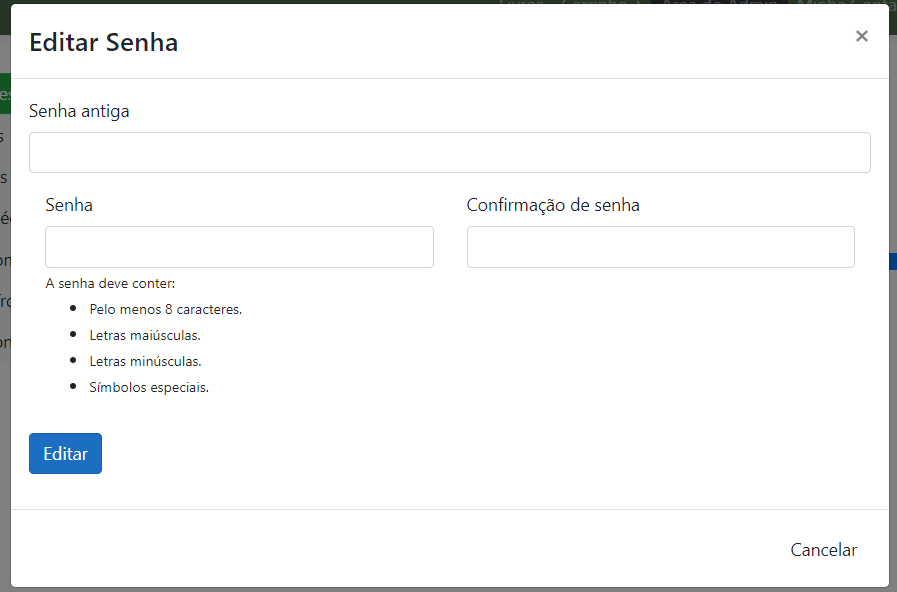 Editar Senha
×
Senha antiga
Senha
Confirmação de senha
A senha deve conter:
Pelo menos 8 caracteres.
Letras maiúsculas.
Letras minúsculas.
Símbolos especiais.
Editar
Cancelar